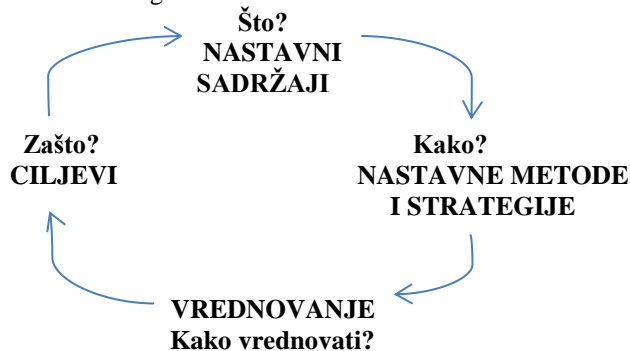 Što?
NASTAVNI
SADRŽAJI
Zašto?
CILJEVI
Kako?
NASTAVNE METODE
I STRATEGIJE
VREDNOVANJE
Kako vrednovati?